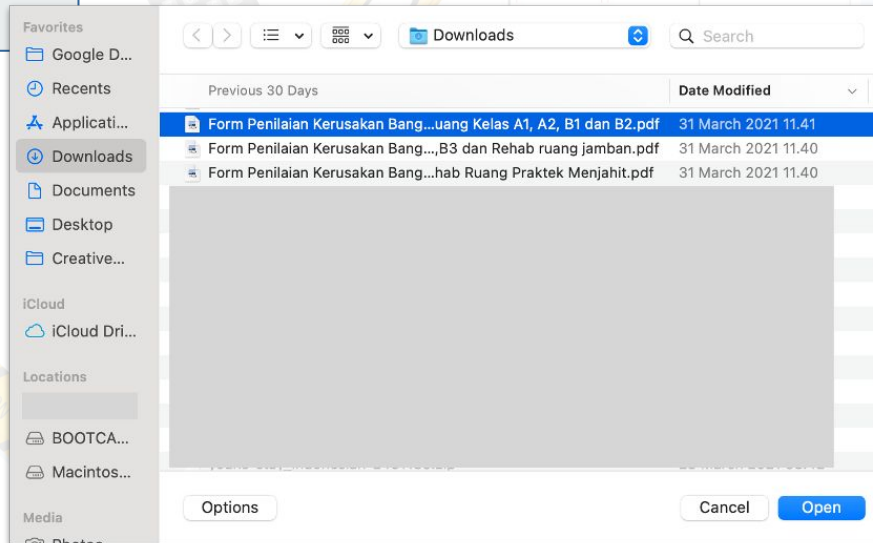 Favorites
Google D...
Recents
Applicati...
Downloads
Documents
Desktop
Creative...
iCloud
iCloud Dri...
Locations
BOOTCA...
Macintos...
Media
Downloads
Search
Previous 30 Days Date Modified
Form Penilaian Kerusakan Bang...uang Kelas A1, A2, B1 dan B2.pdf 31 March 2021 11.41
Form Penilaian Kerusakan Bang...,B3 dan Rehab ruang jamban.pdf 31 March 2021 11.40
Form Penilaian Kerusakan Bang...hab Ruang Praktek Menjahit.pdf 31 March 2021 11.40
Options Cancel Open